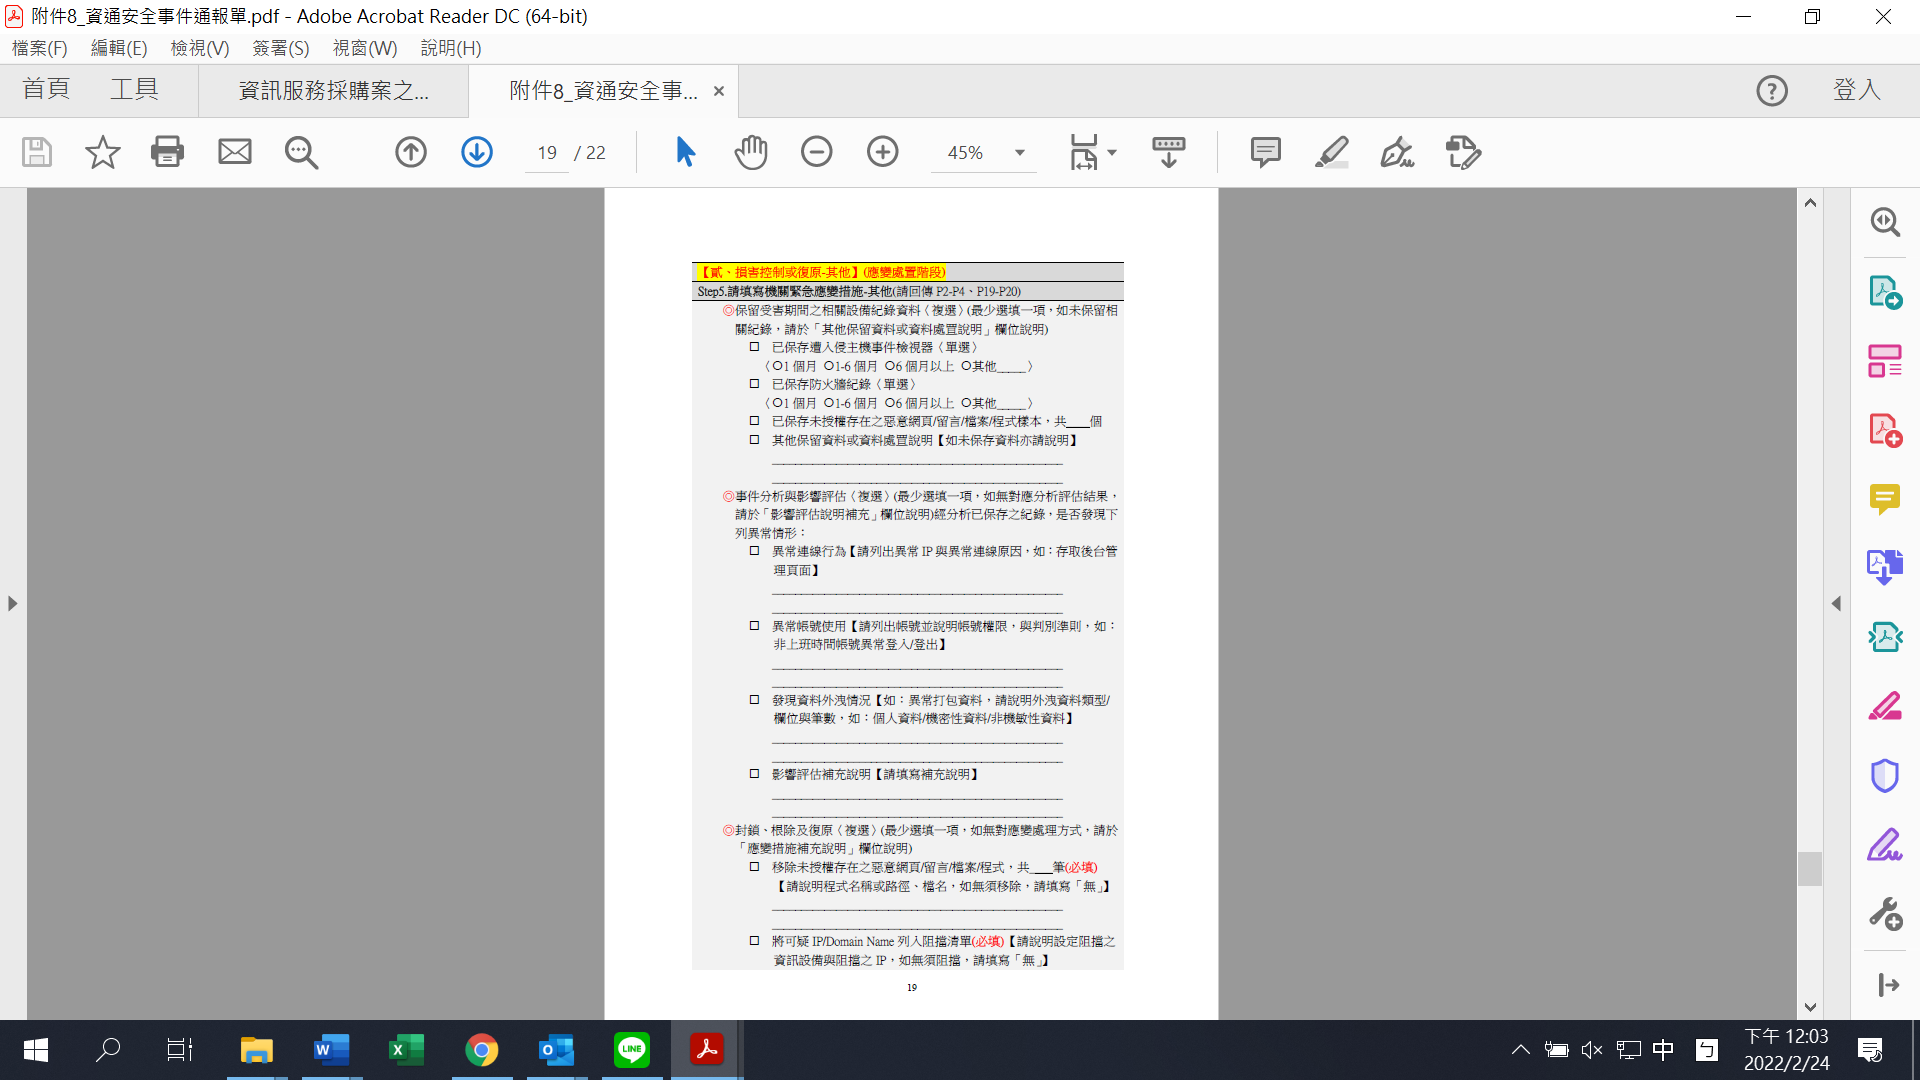 附件8_資通安全事件通報單.pdf - Adobe Acrobat Reader DC (64-bit)
檔案(F) 編輯(E) 檢視(V) 簽署(S) 視窗(W) 說明(H)
首頁 工具 資訊服務採購案之... 附件8_資通安全事... × 登入
19 / 22 45%
【貳、損害控制或復原-其他】(應變處置階段)
Step5.請填寫機關緊急應變措施-其他(請回傳 P2-P4、P19-P20)
◎保留受害期間之相關設備紀錄資料〈複選〉(最少選填一項，如未保留相
關紀錄，請於「其他保留資料或資料處置說明」欄位說明)
□ 已保存遭入侵主機事件檢視器〈單選〉
〈○1 個月 ○1-6 個月 ○6 個月以上 ○其他_____〉
□ 已保存防火牆紀錄〈單選〉
〈○1 個月 ○1-6 個月 ○6 個月以上 ○其他_____〉
□ 已保存未授權存在之惡意網頁/留言/檔案/程式樣本，共____個
□ 其他保留資料或資料處置說明【如未保存資料亦請說明】
◎事件分析與影響評估〈複選〉(最少選填一項，如無對應分析評估結果，
請於「影響評估說明補充」欄位說明)經分析已保存之紀錄，是否發現下
列異常情形：
□ 異常連線行為【請列出異常 IP 與異常連線原因，如：存取後台管
理頁面】
□ 異常帳號使用【請列出帳號並說明帳號權限，與判別準則，如：
非上班時間帳號異常登入/登出】
□ 發現資料外洩情況【如：異常打包資料，請說明外洩資料類型/
欄位與筆數，如：個人資料/機密性資料/非機敏性資料】
□ 影響評估補充說明【請填寫補充說明】
◎封鎖、根除及復原〈複選〉(最少選填一項，如無對應變處理方式，請於
「應變措施補充說明」欄位說明)
□ 移除未授權存在之惡意網頁/留言/檔案/程式，共____筆(必填)
【請說明程式名稱或路徑、檔名，如無須移除，請填寫「無」】
□ 將可疑 IP/Domain Name 列入阻擋清單(必填)【請說明設定阻擋之
資訊設備與阻擋之 IP，如無須阻擋，請填寫「無」】
19
LINE
中 ㄅ
下午 12:03
2022/2/24